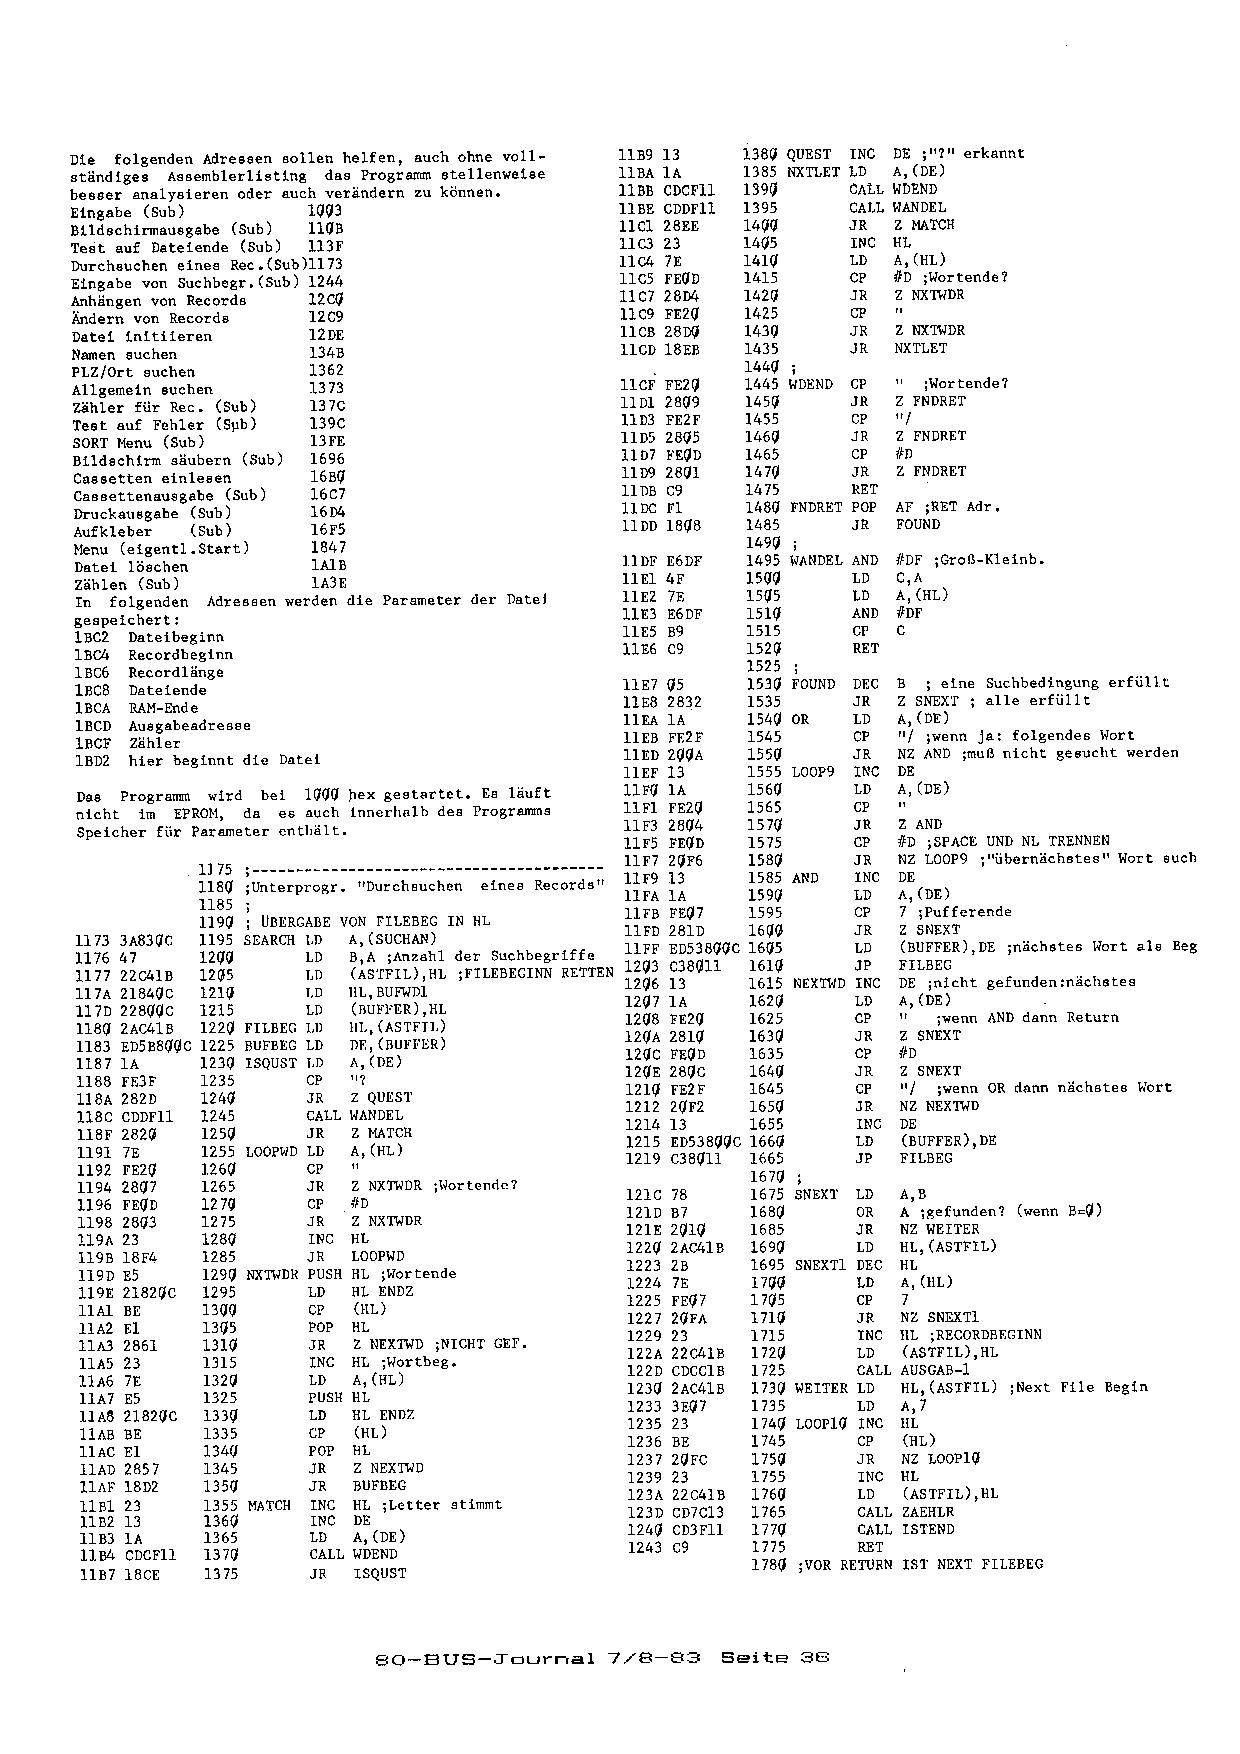 Die folgenden Adressen sollen helfen, auch ohne voll-
ständiges Assemblerlisting das Programm stellenweise
besser analysieren oder auch verändern zu können.
Eingabe (Sub) 1003
Bildschirmausgabe (Sub) 110B
Test auf Dateiende (Sub) 113F
Durchsuchen eines Rec.(Sub)1173
Eingabe von Suchbegr.(Sub) 1244
Anhängen von Records 12C0
Ändern von Records 12C9
Datei initiieren 12DE
Namen suchen 134B
PLZ/Ort suchen 1362
Allgemein suchen 1373
Zähler für Rec. (Sub) 137C
Test auf Fehler (Sub) 139C
SORT Menu (Sub) 13FE
Bildschirm säubern (Sub) 1696
Cassetten einlesen 16B0
Cassettenausgabe (Sub) 16C7
Druckausgabe (Sub) 16D4
Aufkleber (Sub) 16F5
Menu (eigentl.Start) 1847
Datei löschen 1A1B
Zählen (Sub) 1A3E
In folgenden Adressen werden die Parameter der Datei
gespeichert:
1BC2 Dateibeginn
1BC4 Recordbeginn
1BC6 Recordlänge
1BC8 Dateiende
1BCA RAM-Ende
1BCD Ausgabeadresse
1BCF Zähler
1BD2 hier beginnt die Datei
Das Programm wird bei 1000 hex gestartet. Es läuft
nicht im EPROM, da es auch innerhalb des Programms
Speicher für Parameter enthält.
1175 ;---------------------------------------
1180 ;Unterprogr. "Durchsuchen eines Records"
1185 ;
1190 ; ÜBERGABE VON FILEBEG IN HL
1173 3A830C 1195 SEARCH LD A,(SUCHAN)
1176 47 1200 LD B,A ;Anzahl der Suchbegriffe
1177 22C41B 1205 LD (ASTFIL),HL ;FILEBEGINN RETTEN
117A 21840C 1210 LD HL,BUFWD1
117D 22800C 1215 LD (BUFFER),HL
1180 2AC41B 1220 FILBEG LD HL,(ASTFIL)
1183 ED5B800C 1225 BUFBEG LD DE,(BUFFER)
1187 1A 1230 ISQUST LD A,(DE)
1188 FE3F 1235 CP "?
118A 282D 1240 JR Z QUEST
118C CDDF11 1245 CALL WANDEL
118F 2820 1250 JR Z MATCH
1191 7E 1255 LOOPWD LD A,(HL)
1192 FE20 1260 CP "
1194 2807 1265 JR Z NXTWDR ;Wortende?
1196 FE0D 1270 CP #D
1198 2803 1275 JR Z NXTWDR
119A 23 1280 INC HL
119B 18F4 1285 JR LOOPWD
119D E5 1290 NXTWDR PUSH HL ;Wortende
119E 21820C 1295 LD HL ENDZ
11A1 BE 1300 CP (HL)
11A2 E1 1305 POP HL
11A3 2861 1310 JR Z NEXTWD ;NICHT GEF.
11A5 23 1315 INC HL ;Wortbeg.
11A6 7E 1320 LD A,(HL)
11A7 E5 1325 PUSH HL
11A8 21820C 1330 LD HL ENDZ
11AB BE 1335 CP (HL)
11AC E1 1340 POP HL
11AD 2857 1345 JR Z NEXTWD
11AF 18D2 1350 JR BUFBEG
11B1 23 1355 MATCH INC HL ;Letter stimmt
11B2 13 1360 INC DE
11B3 1A 1365 LD A,(DE)
11B4 CDCF11 1370 CALL WDEND
11B7 18CE 1375 JR ISQUST
11B9 13 1380 QUEST INC DE ;"?" erkannt
11BA 1A 1385 NXTLET LD A,(DE)
11BB CDCF11 1390 CALL WDEND
11BE CDDF11 1395 CALL WANDEL
11C1 28EE 1400 JR Z MATCH
11C3 23 1405 INC HL
11C4 7E 1410 LD A,(HL)
11C5 FE0D 1415 CP #D ;Wortende?
11C7 28D4 1420 JR Z NXTWDR
11C9 FE20 1425 CP "
11CB 28D0 1430 JR Z NXTWDR
11CD 18EB 1435 JR NXTLET
1440 ;
11CF FE20 1445 WDEND CP " ;Wortende?
11D1 2809 1450 JR Z FNDRET
11D3 FE2F 1455 CP "/
11D5 2805 1460 JR Z FNDRET
11D7 FE0D 1465 CP #D
11D9 2801 1470 JR Z FNDRET
11DB C9 1475 RET
11DC F1 1480 FNDRET POP AF ;RET Adr.
11DD 1808 1485 JR FOUND
1490 ;
11DF E6DF 1495 WANDEL AND #DF ;Groß-Kleinb.
11E1 4F 1500 LD C,A
11E2 7E 1505 LD A,(HL)
11E3 E6DF 1510 AND #DF
11E5 B9 1515 CP C
11E6 C9 1520 RET
1525 ;
11E7 05 1530 FOUND DEC B ; eine Suchbedingung erfüllt
11E8 2832 1535 JR Z SNEXT ; alle erfüllt
11EA 1A 1540 OR LD A,(DE)
11EB FE2F 1545 CP "/ ;wenn ja: folgendes Wort
11ED 200A 1550 JR NZ AND ;muß nicht gesucht werden
11EF 13 1555 LOOP9 INC DE
11F0 1A 1560 LD A,(DE)
11F1 FE20 1565 CP "
11F3 2804 1570 JR Z AND
11F5 FE0D 1575 CP #D ;SPACE UND NL TRENNEN
11F7 20F6 1580 JR NZ LOOP9 ;"übernächstes" Wort such
11F9 13 1585 AND INC DE
11FA 1A 1590 LD A,(DE)
11FB FE07 1595 CP 7 ;Pufferende
11FD 281D 1600 JR Z SNEXT
11FF ED53800C 1605 LD (BUFFER),DE ;nächstes Wort als Beg
1203 C38011 1610 JP FILBEG
1206 13 1615 NEXTWD INC DE ;nicht gefunden:nächstes
1207 1A 1620 LD A,(DE)
1208 FE20 1625 CP " ;wenn AND dann Return
120A 2810 1630 JR Z SNEXT
120C FE0D 1635 CP #D
120E 280C 1640 JR Z SNEXT
1210 FE2F 1645 CP "/ ;wenn OR dann nächstes Wort
1212 20F2 1650 JR NZ NEXTWD
1214 13 1655 INC DE
1215 ED53800C 1660 LD (BUFFER),DE
1219 C38011 1665 JP FILBEG
1670 ;
121C 78 1675 SNEXT LD A,B
121D B7 1680 OR A ;gefunden? (wenn B=0)
121E 2010 1685 JR NZ WEITER
1220 2AC41B 1690 LD HL,(ASTFIL)
1223 2B 1695 SNEXT1 DEC HL
1224 7E 1700 LD A,(HL)
1225 FE07 1705 CP 7
1227 20FA 1710 JR NZ SNEXT1
1229 23 1715 INC HL ;RECORDBEGINN
122A 22C41B 1720 LD (ASTFIL),HL
122D CDCC1B 1725 CALL AUSGAB-1
1230 2AC41B 1730 WEITER LD HL,(ASTFIL) ;Next File Begin
1233 3E07 1735 LD A,7
1235 23 1740 LOOP10 INC HL
1236 BE 1745 CP (HL)
1237 20FC 1750 JR NZ LOOP10
1239 23 1755 INC HL
123A 22C41B 1760 LD (ASTFIL),HL
123D CD7C13 1765 CALL ZAEHLR
1240 CD3F11 1770 CALL ISTEND
1243 C9 1775 RET
1780 ;VOR RETURN IST NEXT FILEBEG
80-BUS-Journal 7/8-83 Seite 36